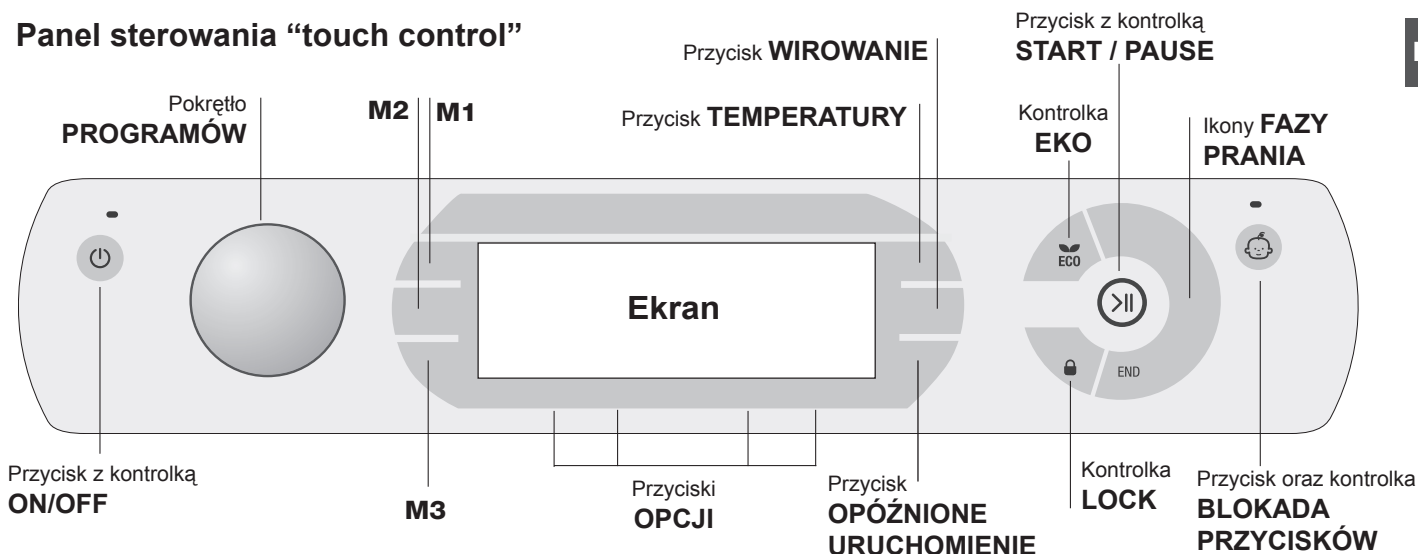 Panel sterowania “touch control”
Przycisk z kontrolką
START / PAUSE
Przycisk WIROWANIE
Pokrętło
PROGRAMÓW
M2
M1
Przycisk TEMPERATURY
Kontrolka
EKO
Ikony FAZY
PRANIA
ECO
Ekran
END
Przycisk z kontrolką
ON/OFF
M3
Przyciski
OPCJI
Przycisk
OPÓŹNIONE
URUCHOMIENIE
Kontrolka
LOCK
Przycisk oraz kontrolka
BLOKADA
PRZYCISKÓW